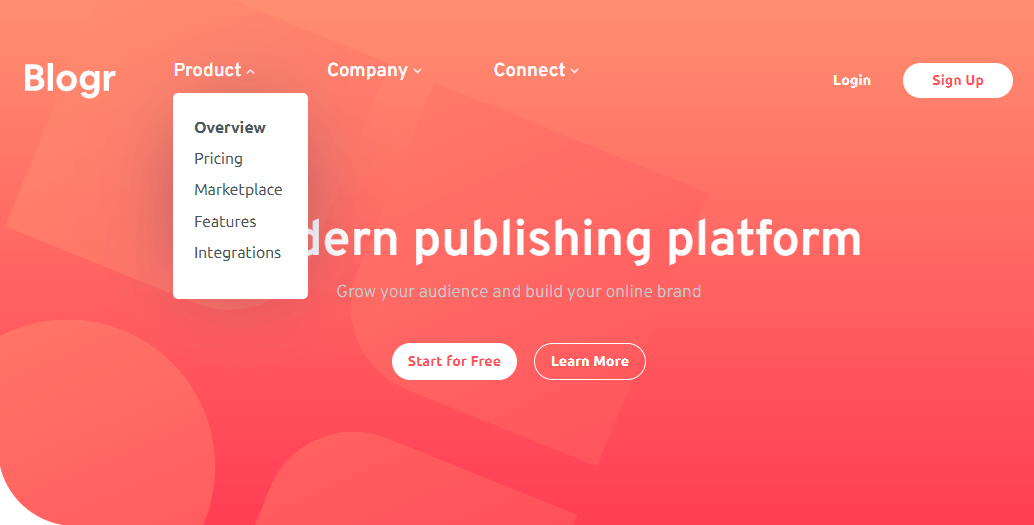 Blogr
Product
Company
Connect
Login
Sign Up
Overview
Pricing
Marketplace
Features
Integrations
dern publishing platform
Grow your audience and build your online brand
Start for Free
Learn More